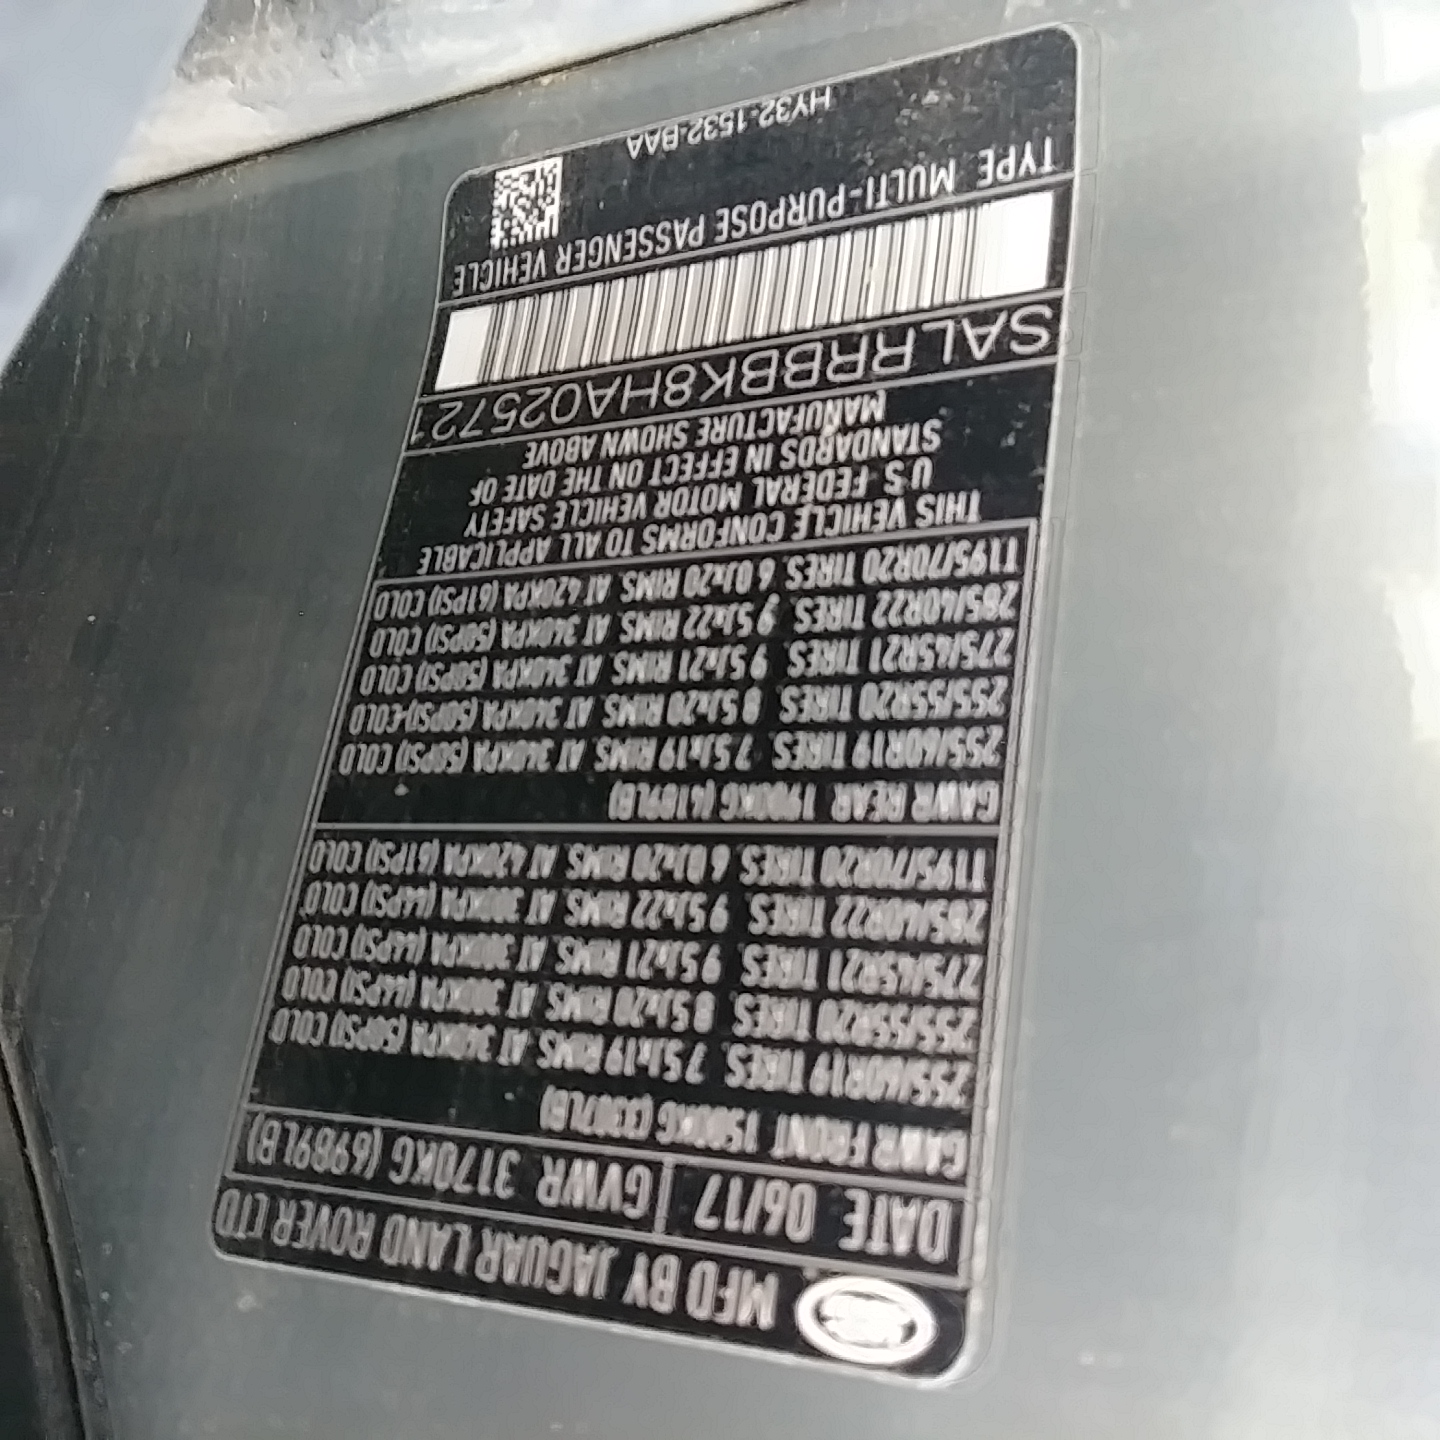 MFD BY JAGUAR LAND ROVER LTD
DATE 06/17 GVWR 3170KG (6989LB)
GAWR FRONT 1500KG (3307LB)
255/60R19 TIRES, 7.5Jx19 RIMS, AT 340KPA (50PSI) COLD
255/55R20 TIRES, 8.5Jx20 RIMS, AT 300KPA (44PSI) COLD
275/45R21 TIRES, 9.5Jx21 RIMS, AT 300KPA (44PSI) COLD
285/40R22 TIRES, 9.5Jx22 RIMS, AT 300KPA (44PSI) COLD
T195/70R20 TIRES, 6.0Jx20 RIMS, AT 420KPA (61PSI) COLD
GAWR REAR 1900KG (4189LB)
255/60R19 TIRES, 7.5Jx19 RIMS, AT 340KPA (50PSI) COLD
255/55R20 TIRES, 8.5Jx20 RIMS, AT 340KPA (50PSI) COLD
275/45R21 TIRES, 9.5Jx21 RIMS, AT 340KPA (50PSI) COLD
285/40R22 TIRES, 9.5Jx22 RIMS, AT 340KPA (50PSI) COLD
T195/70R20 TIRES, 6.0Jx20 RIMS, AT 420KPA (61PSI) COLD
THIS VEHICLE CONFORMS TO ALL APPLICABLE
U.S. FEDERAL MOTOR VEHICLE SAFETY
STANDARDS IN EFFECT ON THE DATE OF
MANUFACTURE SHOWN ABOVE
SALRRBBK8HA025721
TYPE MULTI-PURPOSE PASSENGER VEHICLE
HY32-1532-BAA